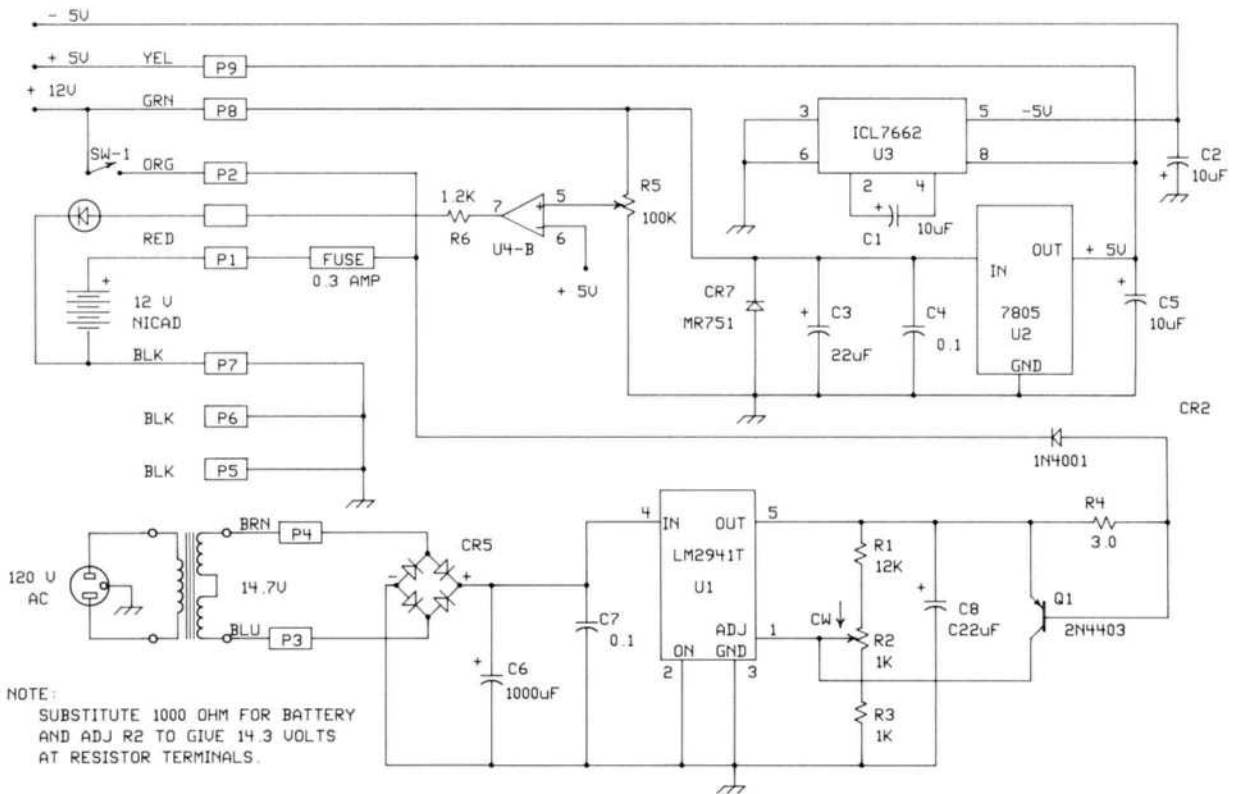 - 5V
+ 5V YEL P9
+ 12V GRN P8
SW-1 ORG P2
3 5 -5V
ICL7662
6 U3 8
2 4
+ C1 10uF
+ C2
10uF
1.2K 7 5 R5
R6 U4-B 6 100K
+ 5V
RED P1 FUSE
0.3 AMP
+ 12 V
NICAD
BLK P7
BLK P6
BLK P5
CR7
MR751
+ C3
22uF
C4
0.1
IN OUT + 5V
7805
U2
GND
+ C5
10uF
CR2
1N4001
120 V
AC
BRN P4
14.7V
BLU P3
- + CR5
+ C6
1000uF
C7
0.1
4 IN OUT 5
LM2941T
U1
ADJ 1
ON GND
2 3
R1
12K
CW R2
1K
R3
1K
+ C8
C22uF
R4
3.0
Q1
2N4403
NOTE:
SUBSTITUTE 1000 OHM FOR BATTERY
AND ADJ R2 TO GIVE 14.3 VOLTS
AT RESISTOR TERMINALS.